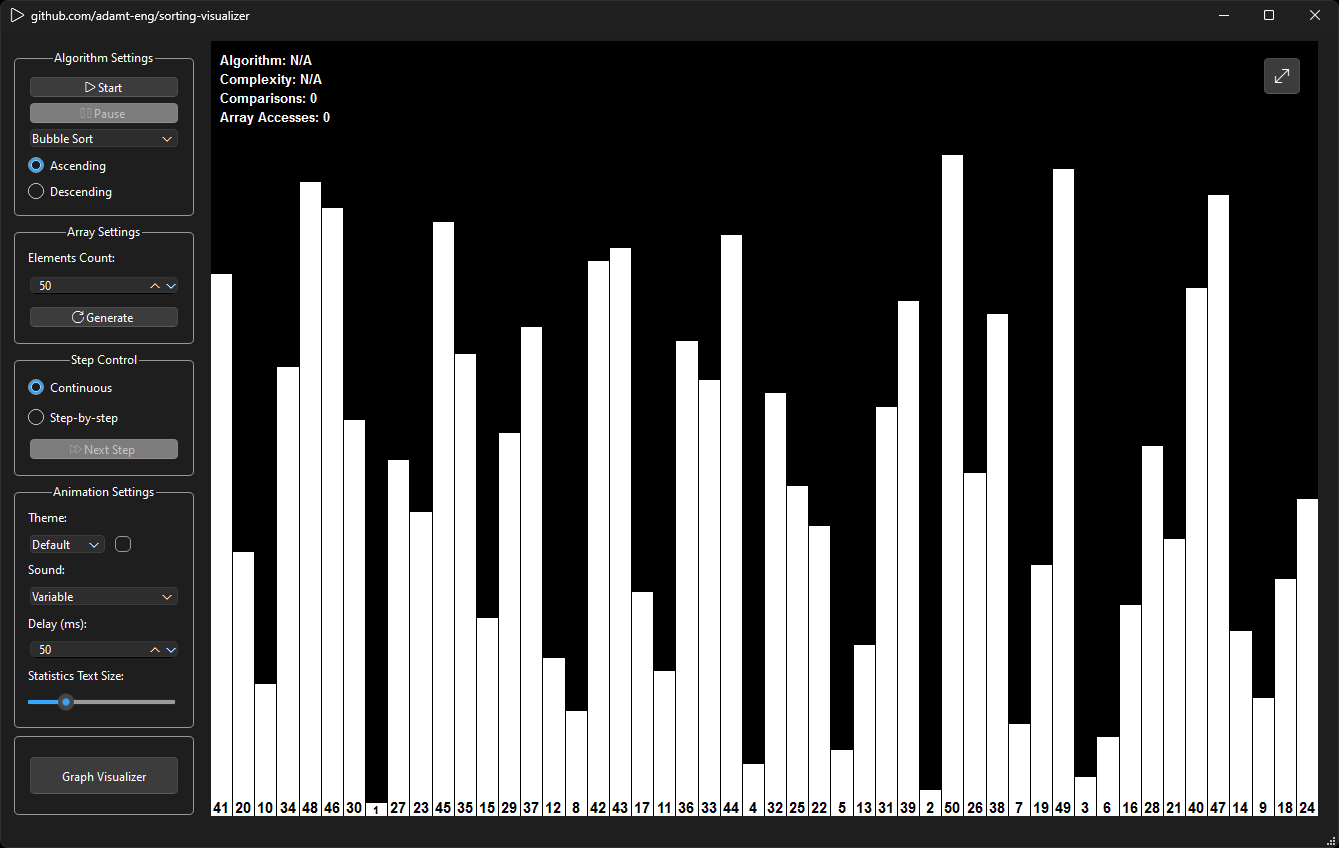 github.com/adamt-eng/sorting-visualizer
Algorithm Settings
Start
Pause
Bubble Sort
Ascending
Descending
Array Settings
Elements Count:
50
Generate
Step Control
Continuous
Step-by-step
Next Step
Animation Settings
Theme:
Default
Sound:
Variable
Delay (ms):
50
Statistics Text Size:
Graph Visualizer
Algorithm: N/A
Complexity: N/A
Comparisons: 0
Array Accesses: 0
41 20 10 34 48 46 30 1 27 23 45 35 15 29 37 12 8 42 43 17 11 36 33 44 4 32 25 22 5 13 31 39 2 50 26 38 7 19 49 3 6 16 28 21 40 47 14 9 18 24